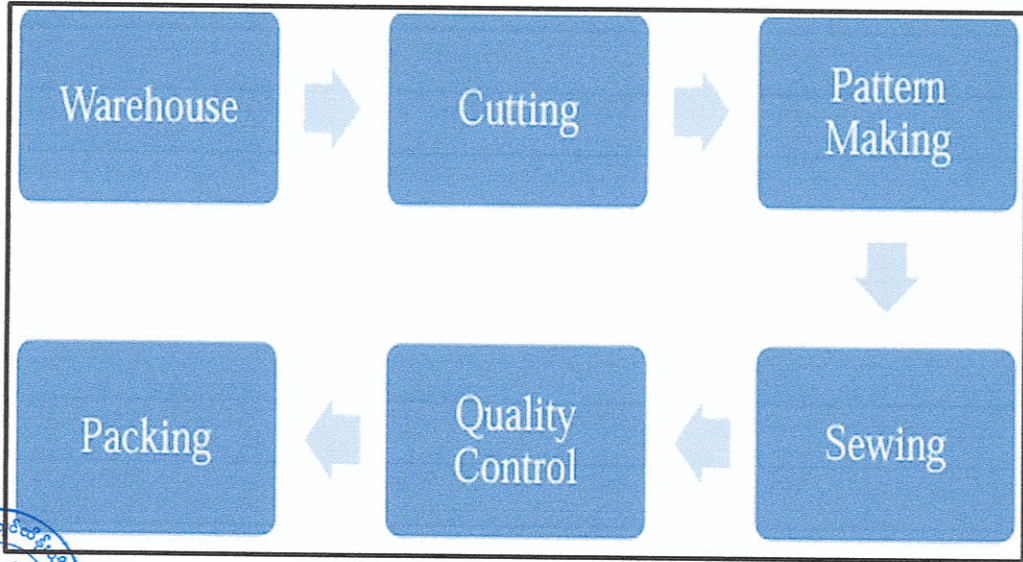 Warehouse
Cutting
Pattern
Making
Sewing
Quality
Control
Packing